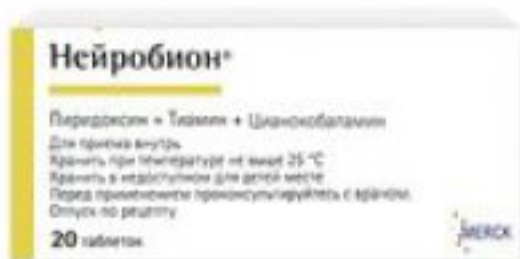 Нейробион®
Пиридоксин + Тиамин + Цианокобаламин
Для приема внутрь
Хранить при температуре не выше 25 °C
Хранить в недоступном для детей месте
Перед применением проконсультируйтесь с врачом.
Отпуск по рецепту
20 таблеток
MERCK